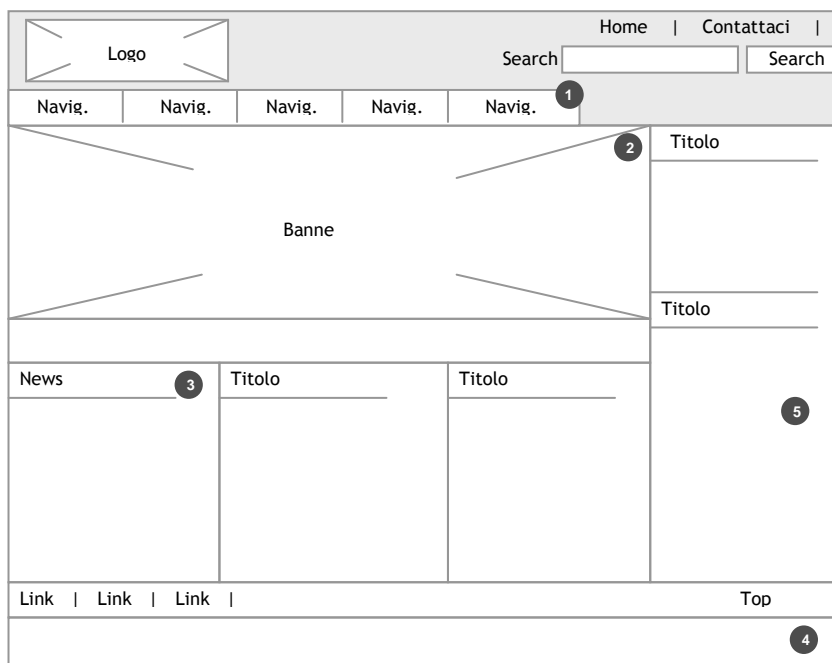 Home | Contattaci |
Logo
Search Search
Navig. Navig. Navig. Navig. Navig. 1
2 Titolo
Banne
Titolo
News 3 Titolo Titolo
5
Link | Link | Link | Top
4